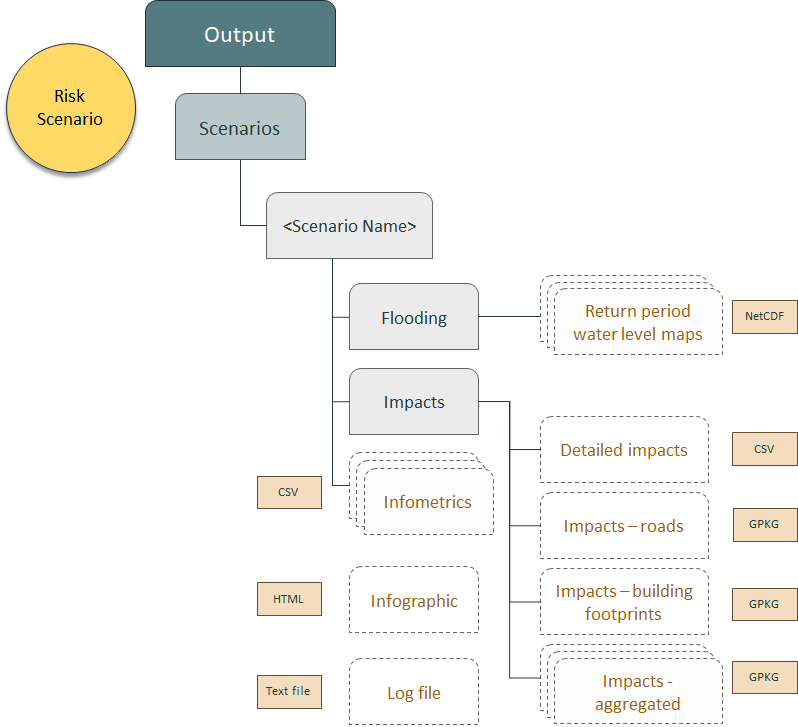 Output
Risk
Scenario
Scenarios
<Scenario Name>
Flooding
Return period
water level maps
NetCDF
Impacts
Detailed impacts
CSV
CSV
Infometrics
Impacts – roads
GPKG
HTML
Infographic
Impacts – building
footprints
GPKG
Text file
Log file
Impacts -
aggregated
GPKG